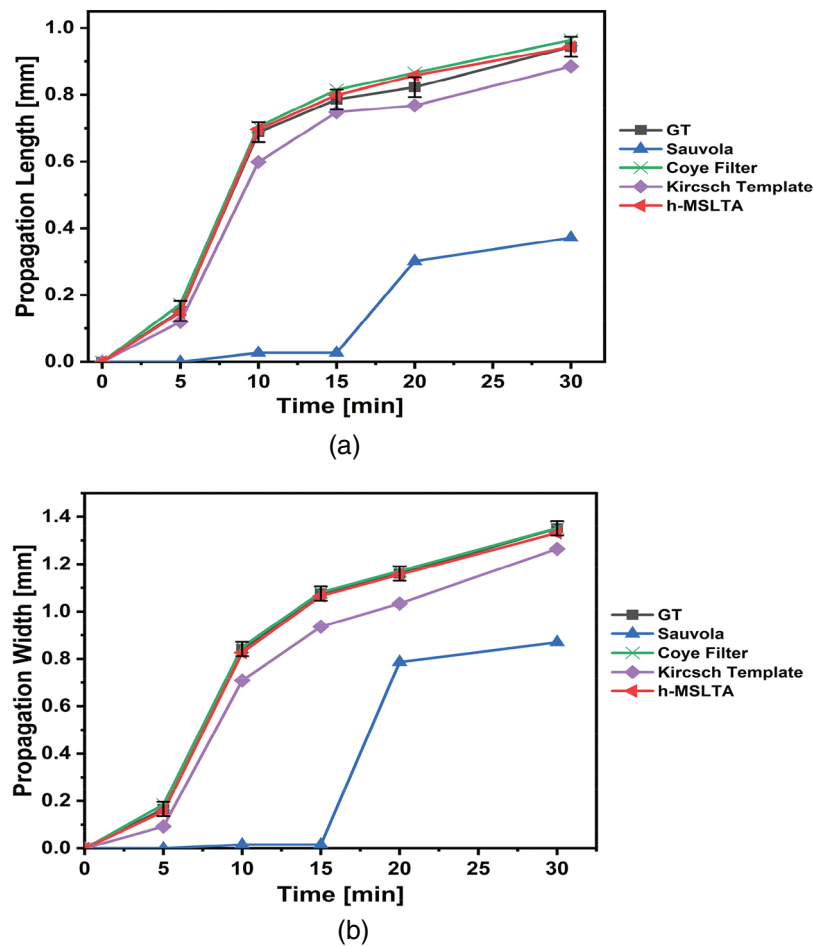 1.0
0.8
0.6
0.4
0.2
0.0
Propagation Length [mm]
0 5 10 15 20 25 30
Time [min]
GT
Sauvola
Coye Filter
Kircsch Template
h-MSLTA
(a)
1.4
1.2
1.0
0.8
0.6
0.4
0.2
0.0
Propagation Width [mm]
0 5 10 15 20 25 30
Time [min]
GT
Sauvola
Coye Filter
Kircsch Template
h-MSLTA
(b)